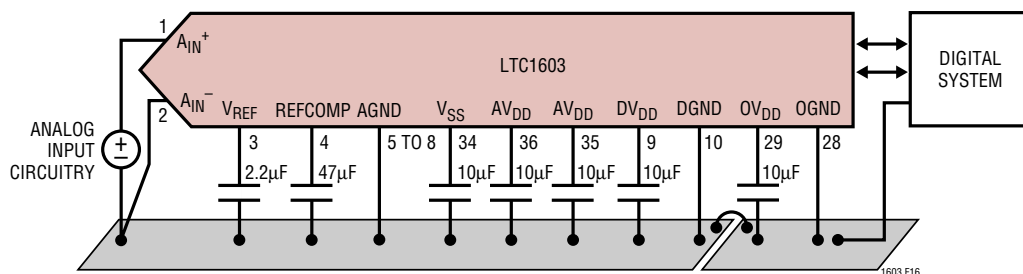 1
A_IN^+
LTC1603
DIGITAL
SYSTEM
A_IN^−
2
V_REF REFCOMP AGND V_SS AV_DD AV_DD DV_DD DGND OV_DD OGND
3 4 5 TO 8 34 36 35 9 10 29 28
ANALOG
INPUT
CIRCUITRY
+
−
2.2µF 47µF 10µF 10µF 10µF 10µF 10µF
1603 F16